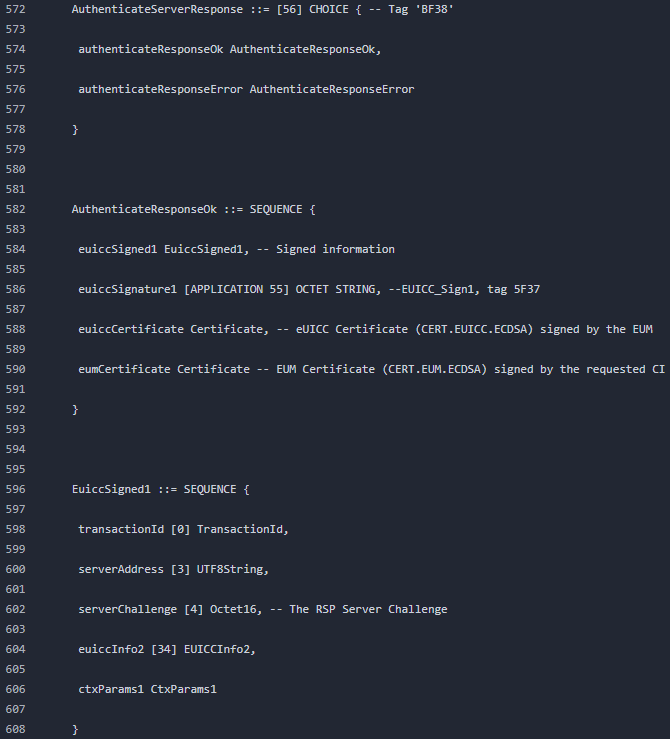 572 AuthenticateServerResponse ::= [56] CHOICE { -- Tag 'BF38'
573
574 authenticateResponseOk AuthenticateResponseOk,
575
576 authenticateResponseError AuthenticateResponseError
577
578 }
579
580
581
582 AuthenticateResponseOk ::= SEQUENCE {
583
584 euiccSigned1 EuiccSigned1, -- Signed information
585
586 euiccSignature1 [APPLICATION 55] OCTET STRING, --EUICC_Sign1, tag 5F37
587
588 euiccCertificate Certificate, -- eUICC Certificate (CERT.EUICC.ECDSA) signed by the EUM
589
590 eumCertificate Certificate -- EUM Certificate (CERT.EUM.ECDSA) signed by the requested CI
591
592 }
593
594
595
596 EuiccSigned1 ::= SEQUENCE {
597
598 transactionId [0] TransactionId,
599
600 serverAddress [3] UTF8String,
601
602 serverChallenge [4] Octet16, -- The RSP Server Challenge
603
604 euiccInfo2 [34] EUICCInfo2,
605
606 ctxParams1 CtxParams1
607
608 }